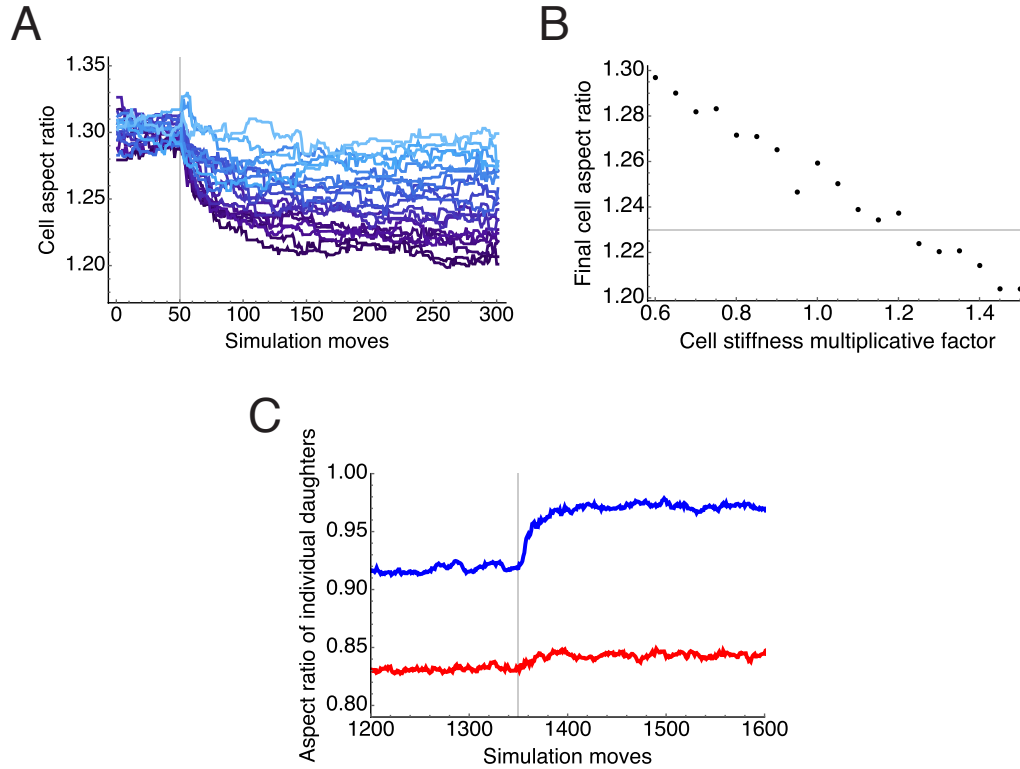 A
Cell aspect ratio
1.35
1.30
1.25
1.20
0 50 100 150 200 250 300
Simulation moves
B
Final cell aspect ratio
1.30
1.28
1.26
1.24
1.22
1.20
0.6 0.8 1.0 1.2 1.4
Cell stiffness multiplicative factor
C
Aspect ratio of individual daughters
1.00
0.95
0.90
0.85
0.80
1200 1300 1400 1500 1600
Simulation moves